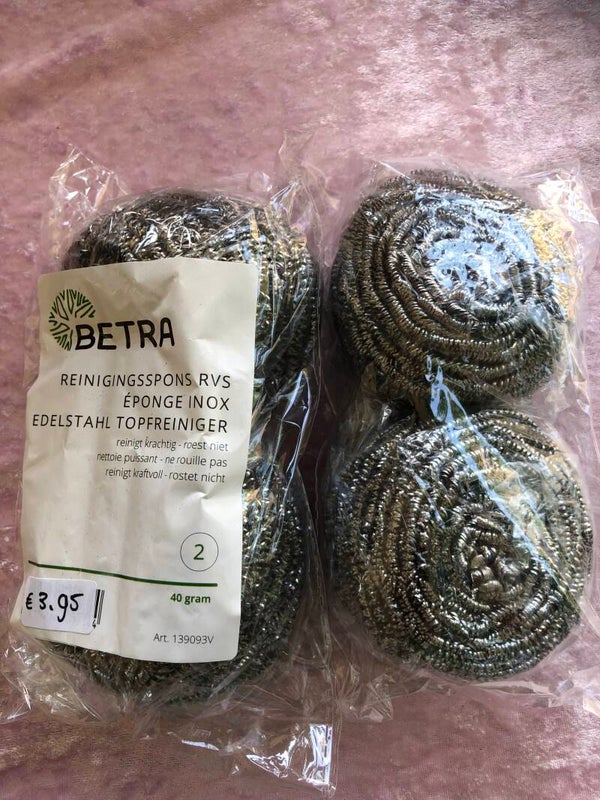 BETRA
REINIGINGSSPONS RVS
ÉPONGE INOX
EDELSTAHL TOPFREINIGER
reinigt krachtig - roest niet
nettoie puissant - ne rouille pas
reinigt kraftvoll - rostet nicht
2
40 gram
€ 3.95
Art. 139093V